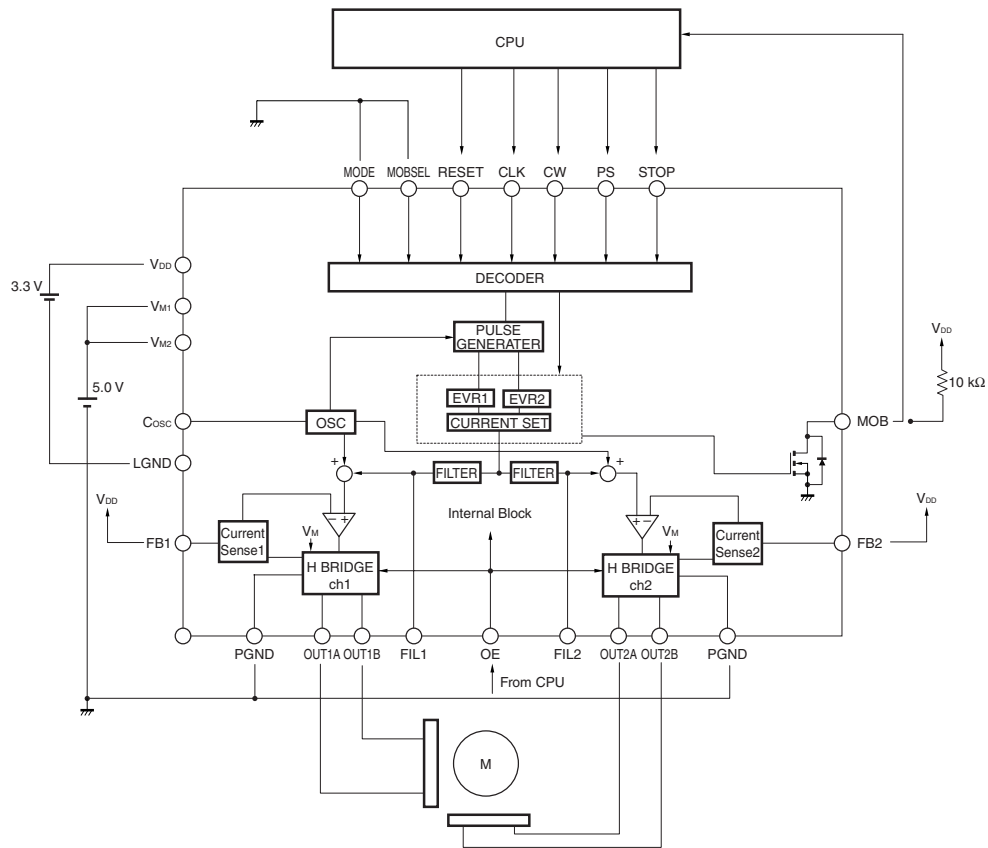 CPU
MODE MOBSEL RESET CLK CW PS STOP
VDD
3.3 V
VM1
VM2
5.0 V
COSC
LGND
VDD
FB1
DECODER
PULSE
GENERATER
EVR1 EVR2
CURRENT SET
OSC
+
FILTER FILTER
+
VDD
10 kΩ
MOB
VDD
FB2
Internal Block
Current
Sense1
− +
VM
H BRIDGE
ch1
+ −
VM
H BRIDGE
ch2
Current
Sense2
PGND OUT1A OUT1B FIL1 OE FIL2 OUT2A OUT2B PGND
From CPU
M